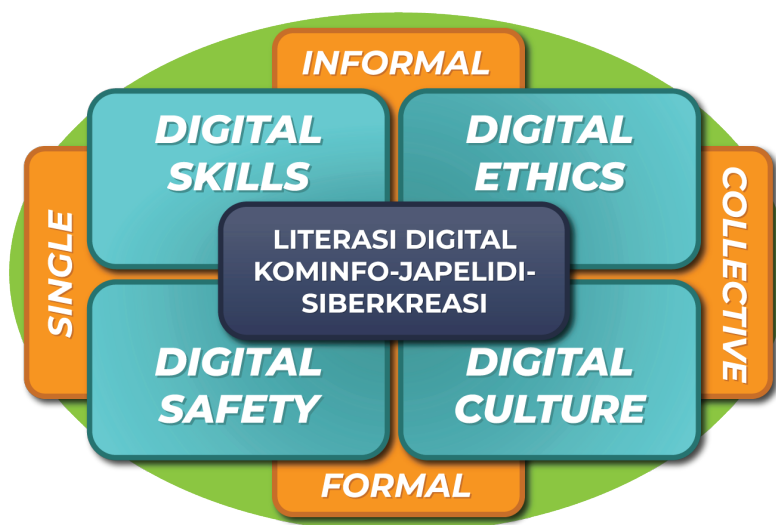 INFORMAL
DIGITAL
SKILLS
DIGITAL
ETHICS
SINGLE
LITERASI DIGITAL
KOMINFO-JAPELIDI-
SIBERKREASI
COLLECTIVE
DIGITAL
SAFETY
DIGITAL
CULTURE
FORMAL